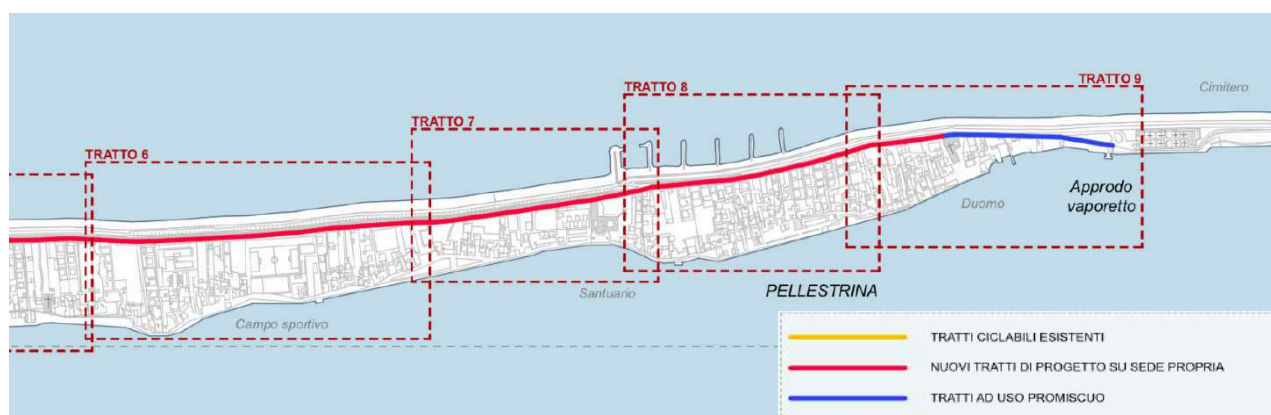 TRATTO 9
Cimitero
TRATTO 8
TRATTO 7
TRATTO 6
Approdo
vaporetto
Duomo
Santuario
PELLESTRINA
Campo sportivo
TRATTI CICLABILI ESISTENTI
NUOVI TRATTI DI PROGETTO SU SEDE PROPRIA
TRATTI AD USO PROMISCUO